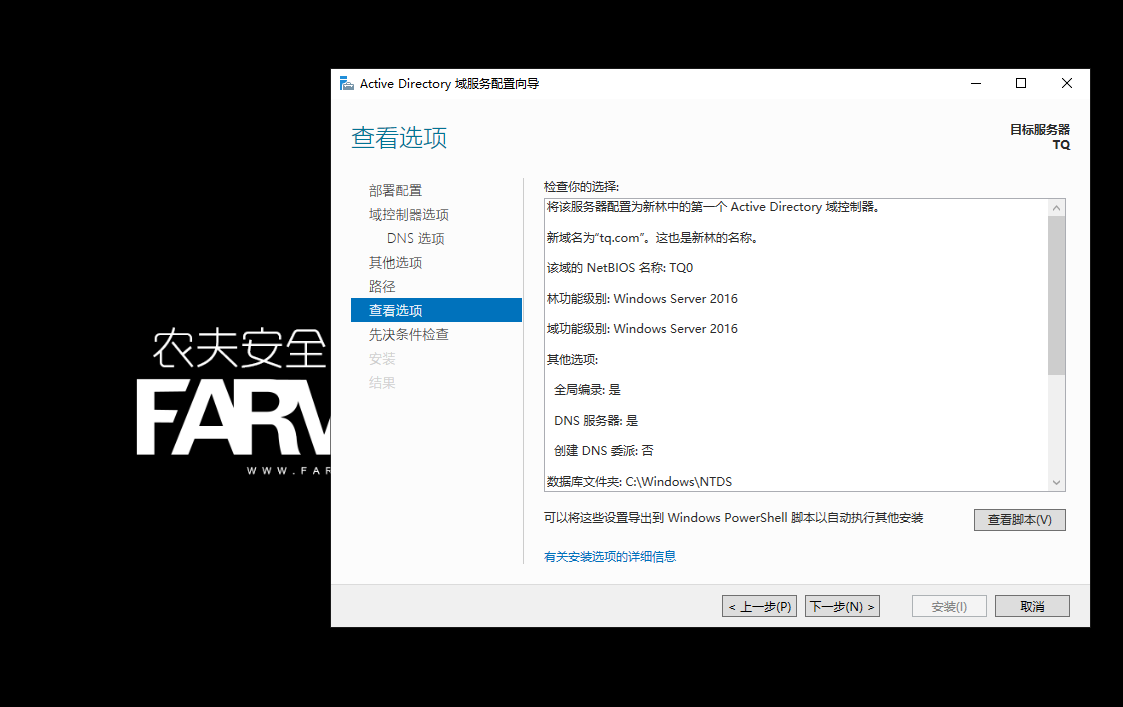 Active Directory 域服务配置向导
查看选项
目标服务器
TQ
部署配置
域控制器选项
DNS 选项
其他选项
路径
查看选项
先决条件检查
安装
结果
检查你的选择:
将该服务器配置为新林中的第一个 Active Directory 域控制器。
新域名为“tq.com”。这也是新林的名称。
该域的 NetBIOS 名称: TQ0
林功能级别: Windows Server 2016
域功能级别: Windows Server 2016
其他选项:
全局编录: 是
DNS 服务器: 是
创建 DNS 委派: 否
数据库文件夹: C:\Windows\NTDS
可以将这些设置导出到 Windows PowerShell 脚本以自动执行其他安装
查看脚本(V)
有关安装选项的详细信息
< 上一步(P)
下一步(N) >
安装(I)
取消
农夫安全
FAR
WWW.FAR